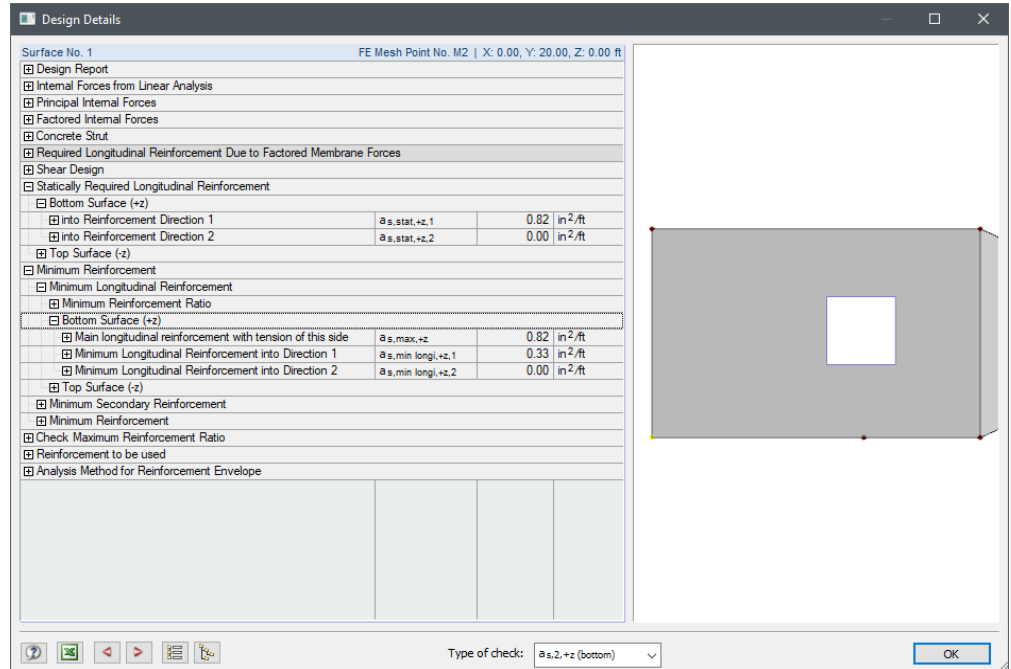 Design Details
Surface No. 1 FE Mesh Point No. M2 | X: 0.00, Y: 20.00, Z: 0.00 ft
Design Report
Internal Forces from Linear Analysis
Principal Internal Forces
Factored Internal Forces
Concrete Strut
Required Longitudinal Reinforcement Due to Factored Membrane Forces
Shear Design
Statically Required Longitudinal Reinforcement
Bottom Surface (+z)
into Reinforcement Direction 1 as,stat,+z,1 0.82 in²/ft
into Reinforcement Direction 2 as,stat,+z,2 0.00 in²/ft
Top Surface (-z)
Minimum Reinforcement
Minimum Longitudinal Reinforcement
Minimum Reinforcement Ratio
Bottom Surface (+z)
Main longitudinal reinforcement with tension of this side as,max,+z 0.82 in²/ft
Minimum Longitudinal Reinforcement into Direction 1 as,min longi,+z,1 0.33 in²/ft
Minimum Longitudinal Reinforcement into Direction 2 as,min longi,+z,2 0.00 in²/ft
Top Surface (-z)
Minimum Secondary Reinforcement
Minimum Reinforcement
Check Maximum Reinforcement Ratio
Reinforcement to be used
Analysis Method for Reinforcement Envelope
Type of check: as,2,+z (bottom)
OK